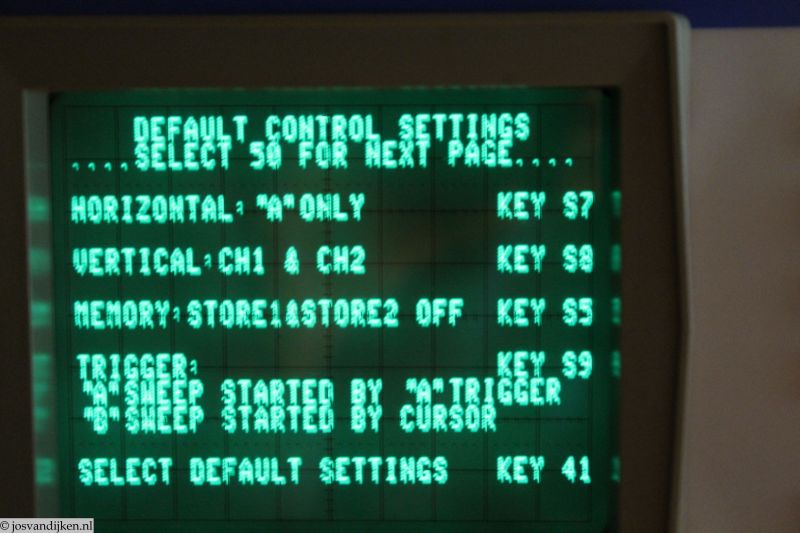 DEFAULT CONTROL SETTINGS
....SELECT 50 FOR NEXT PAGE....
HORIZONTAL: "A" ONLY KEY S7
VERTICAL: CH1 & CH2 KEY S8
MEMORY: STORE1&STORE2 OFF KEY S5
TRIGGER: KEY S9
"A" SWEEP STARTED BY "A" TRIGGER
"B" SWEEP STARTED BY CURSOR
SELECT DEFAULT SETTINGS KEY 41
© josvandijken.nl